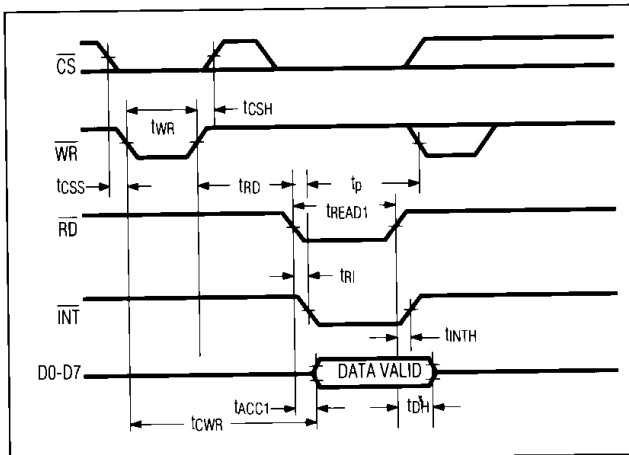 CS
tCSH
tWR
WR
tCSS
tRD
tp
tREAD1
RD
tRI
INT
tINTH
D0-D7
DATA VALID
tACC1
tDH
tCWR